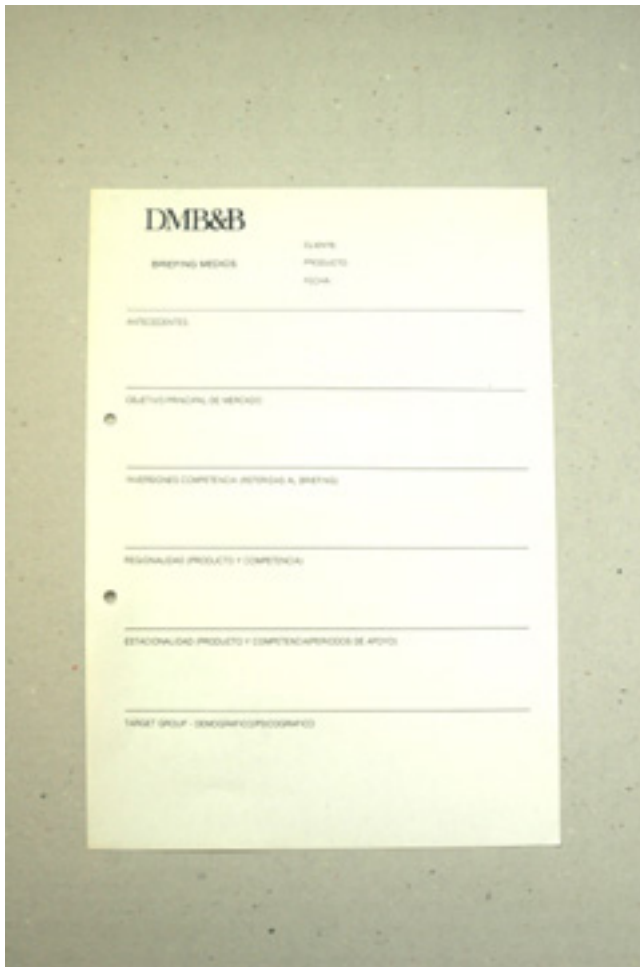 DMB&B
CLIENTE
BRIEFING MEDIOS
PRODUCTO
FECHA
ANTECEDENTES
OBJETIVO PRINCIPAL DE MERCADO
INVERSIONES COMPETENCIA (REFERIDAS AL BRIEFING)
REGIONALIDAD (PRODUCTO Y COMPETENCIA)
ESTACIONALIDAD (PRODUCTO Y COMPETENCIA/PERIODOS DE APOYO)
TARGET GROUP - DEMOGRAFICO/PSICOGRAFICO